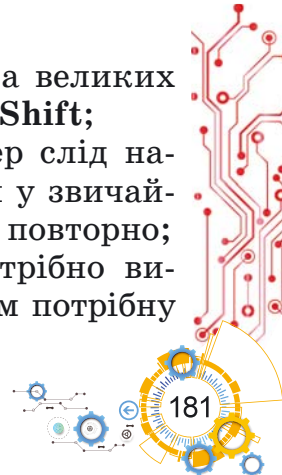 а великих
Shift;
ер слід на-
и у звичай-
повторно;
трібно ви-
м потрібну
181